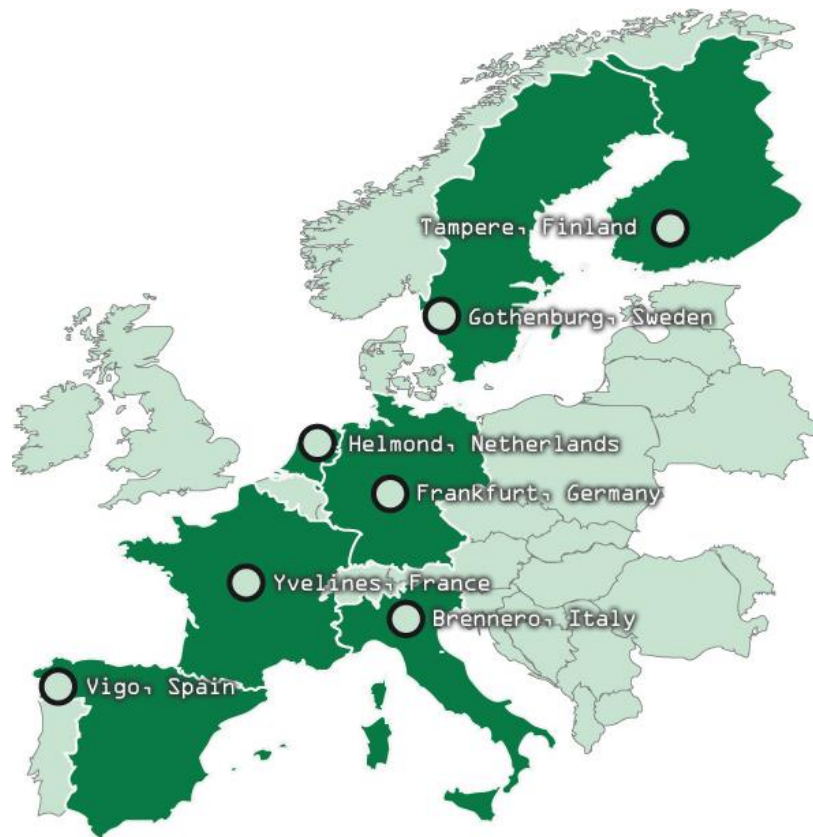 Tampere, Finland
Gothenburg, Sweden
Helmond, Netherlands
Frankfurt, Germany
Yvelines, France
Brennero, Italy
Vigo, Spain